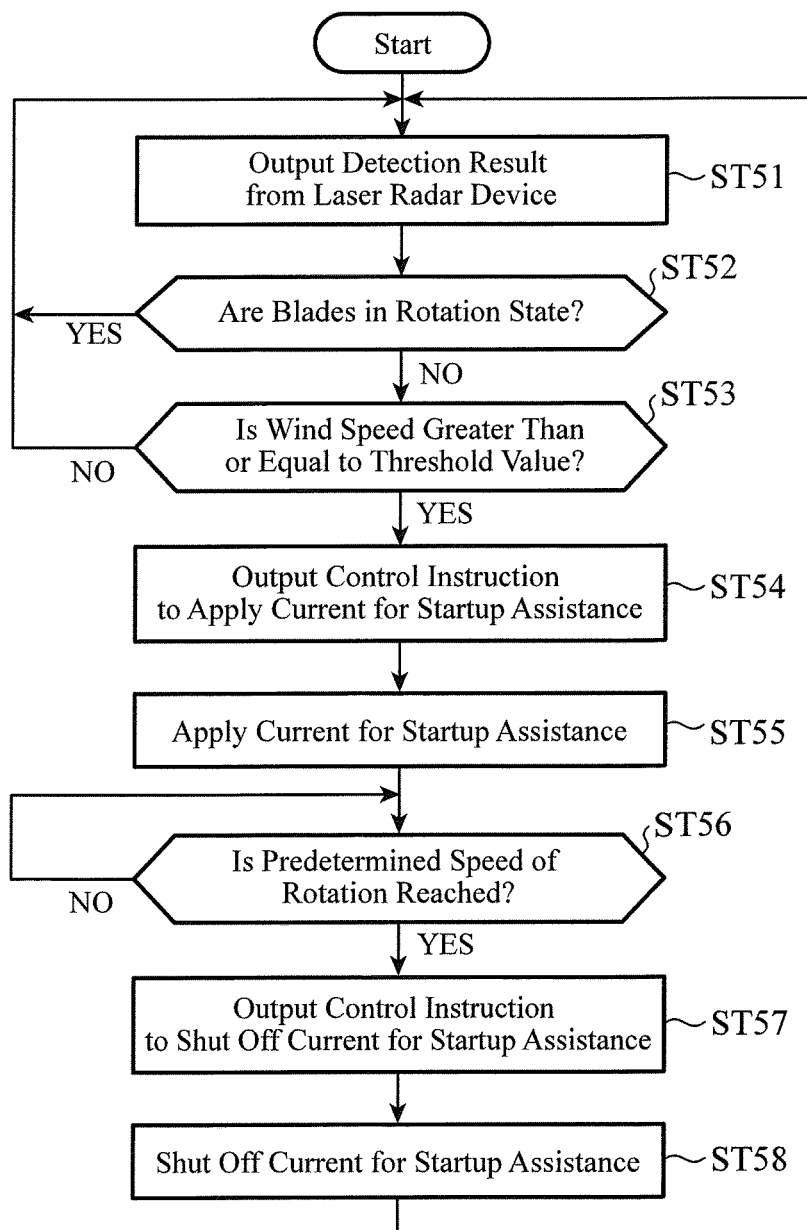 Start
Output Detection Result
from Laser Radar Device
ST51
ST52
Are Blades in Rotation State?
YES
NO
ST53
Is Wind Speed Greater Than
or Equal to Threshold Value?
NO
YES
Output Control Instruction
to Apply Current for Startup Assistance
ST54
Apply Current for Startup Assistance
ST55
ST56
Is Predetermined Speed of
Rotation Reached?
NO
YES
Output Control Instruction
to Shut Off Current for Startup Assistance
ST57
Shut Off Current for Startup Assistance
ST58